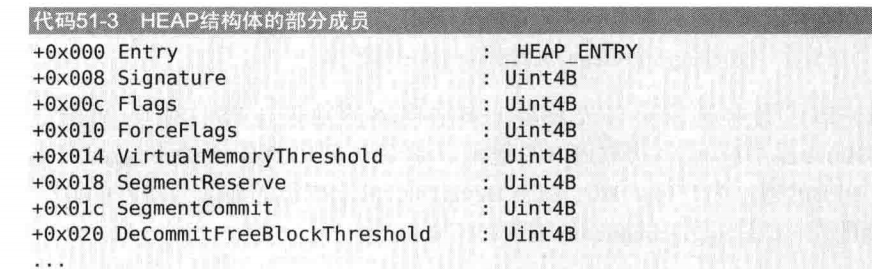 代码51-3 HEAP结构体的部分成员
+0x000 Entry : _HEAP_ENTRY
+0x008 Signature : Uint4B
+0x00c Flags : Uint4B
+0x010 ForceFlags : Uint4B
+0x014 VirtualMemoryThreshold : Uint4B
+0x018 SegmentReserve : Uint4B
+0x01c SegmentCommit : Uint4B
+0x020 DeCommitFreeBlockThreshold : Uint4B
...